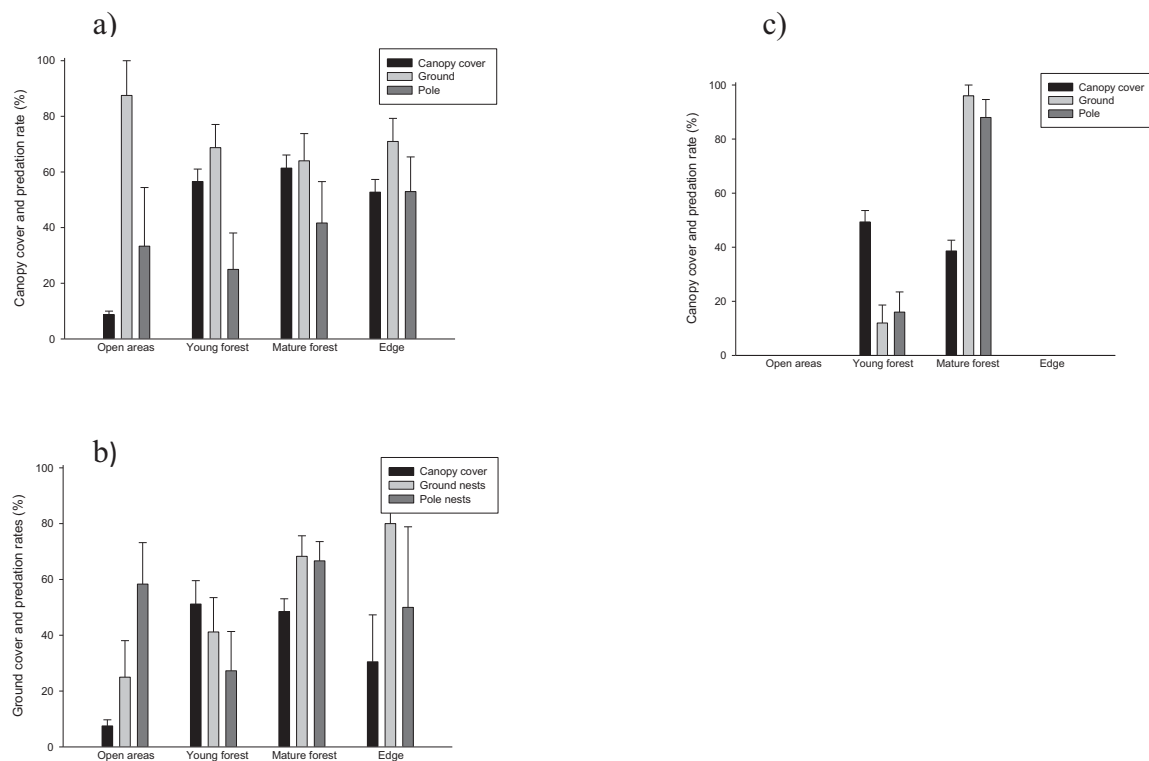 a)
Canopy cover
Ground
Pole
Canopy cover and predation rate (%)
100
80
60
40
20
0
Open areas Young forest Mature forest Edge
c)
Canopy cover
Ground
Pole
Canopy cover and predation rate (%)
100
80
60
40
20
0
Open areas Young forest Mature forest Edge
b)
Canopy cover
Ground nests
Pole nests
Ground cover and predation rates (%)
100
80
60
40
20
0
Open areas Young forest Mature forest Edge